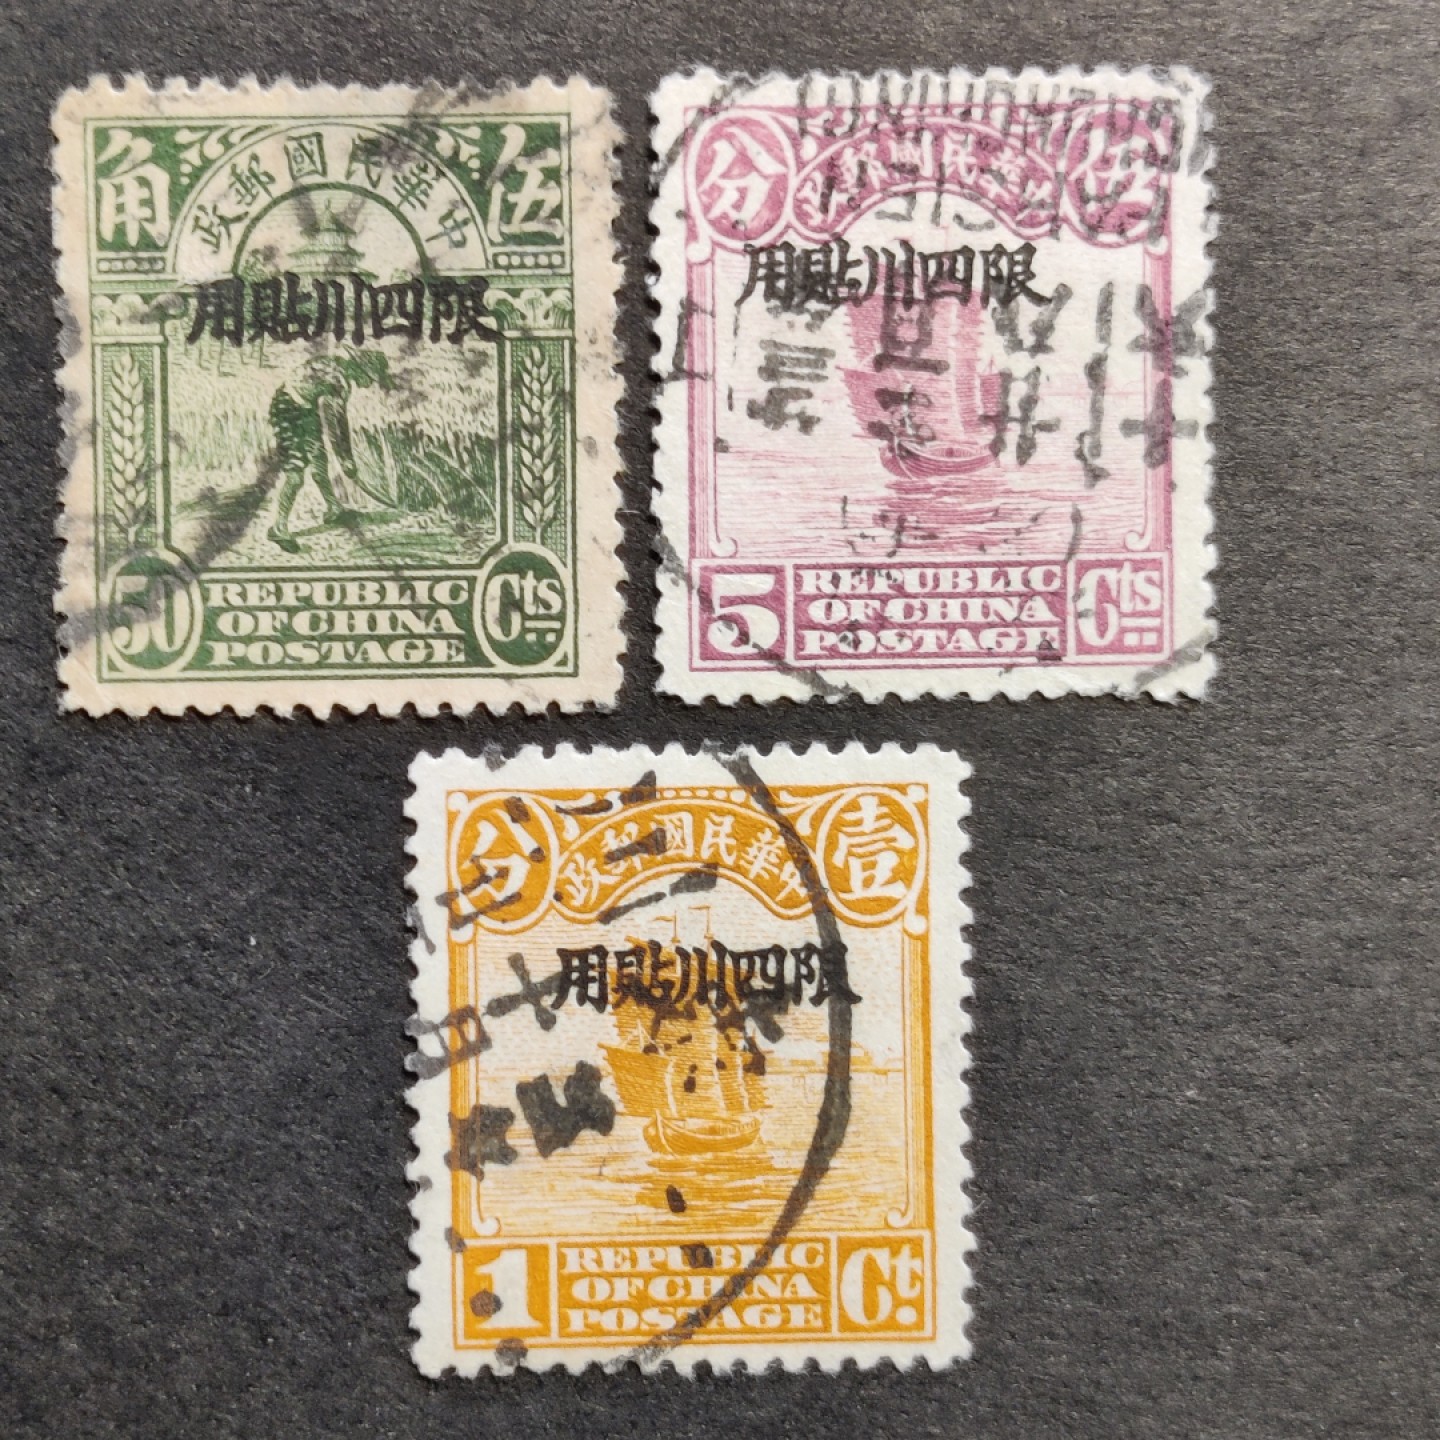 角 伍
政郵國民華中
用貼川四限
50 REPUBLIC Cts
OF CHINA
POSTAGE
分 伍
政郵國民華中
用貼川四限
5 REPUBLIC Cts
OF CHINA
POSTAGE
分 壹
政郵國民華中
用貼川四限
1 REPUBLIC Ct.
OF CHINA
POSTAGE